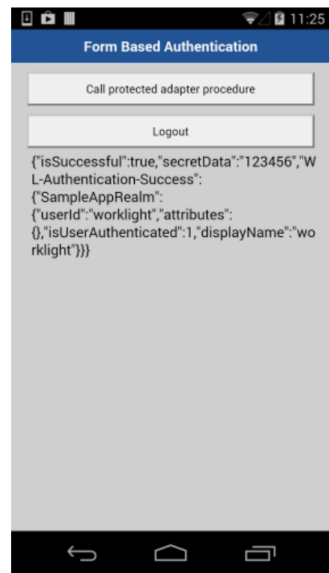 11:25
Form Based Authentication
Call protected adapter procedure
Logout
{"isSuccessful":true,"secretData":"123456","W
L-Authentication-Success":
{"SampleAppRealm":
{"userId":"worklight","attributes":
{},"isUserAuthenticated":1,"displayName":"wo
rklight"}}}